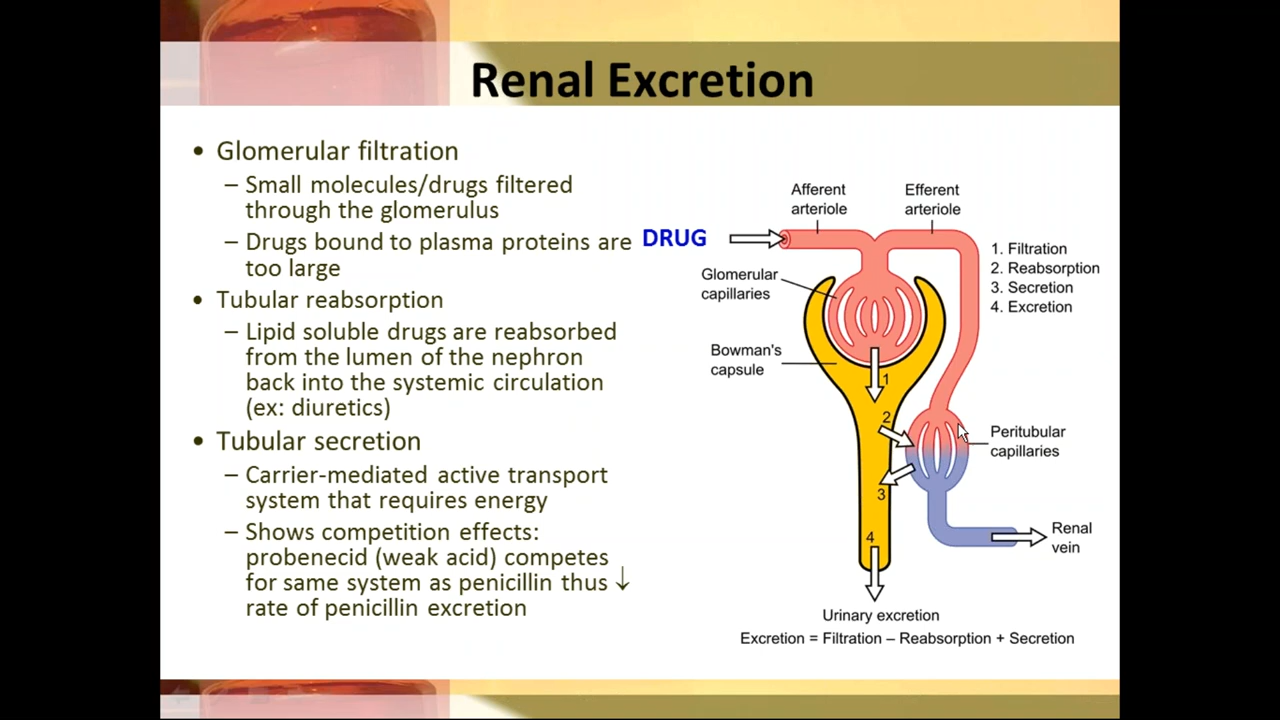 Renal Excretion
• Glomerular filtration
– Small molecules/drugs filtered
through the glomerulus
– Drugs bound to plasma proteins are
too large
• Tubular reabsorption
– Lipid soluble drugs are reabsorbed
from the lumen of the nephron
back into the systemic circulation
(ex: diuretics)
• Tubular secretion
– Carrier-mediated active transport
system that requires energy
– Shows competition effects:
probenecid (weak acid) competes
for same system as penicillin thus ↓
rate of penicillin excretion
DRUG
Afferent
arteriole
Efferent
arteriole
1. Filtration
2. Reabsorption
3. Secretion
4. Excretion
Glomerular
capillaries
Bowman's
capsule
1
2
3
4
Peritubular
capillaries
Renal
vein
Urinary excretion
Excretion = Filtration – Reabsorption + Secretion